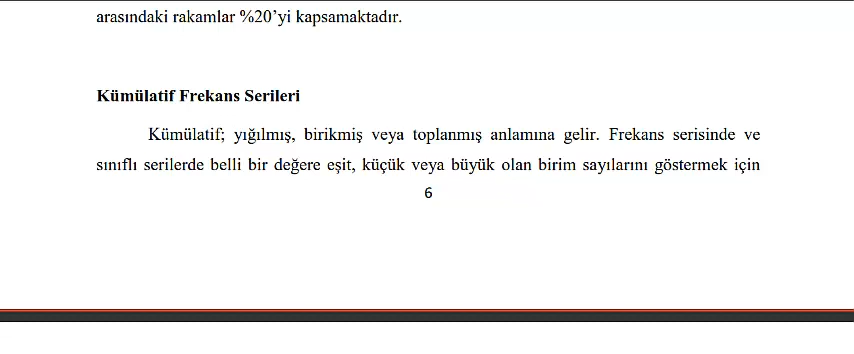 arasındaki rakamlar %20’yi kapsamaktadır.
Kümülatif Frekans Serileri
Kümülatif; yığılmış, birikmiş veya toplanmış anlamına gelir. Frekans serisinde ve
sınıflı serilerde belli bir değere eşit, küçük veya büyük olan birim sayılarını göstermek için
6